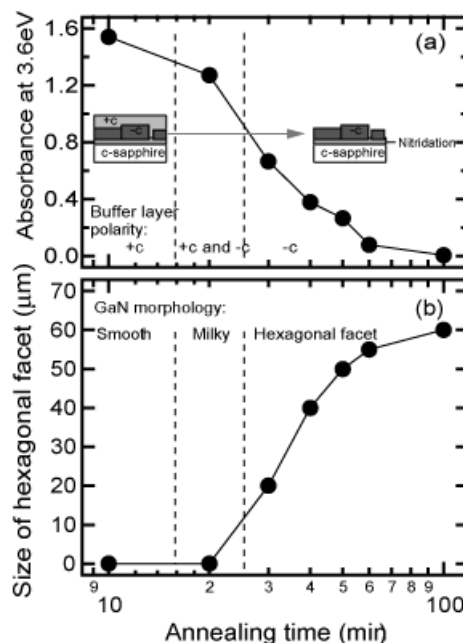 (a)
Absorbance at 3.6eV
1.6
1.2
0.8
0.4
0.0
+c
-c
c-sapphire
-c
Nitridation
c-sapphire
Buffer layer
polarity:
+c
+c and -c
-c
(b)
Size of hexagonal facet (μm)
70
60
50
40
30
20
10
0
GaN morphology:
Smooth
Milky
Hexagonal facet
9 10 2 3 4 5 6 7 8 9 100
Annealing time (min)